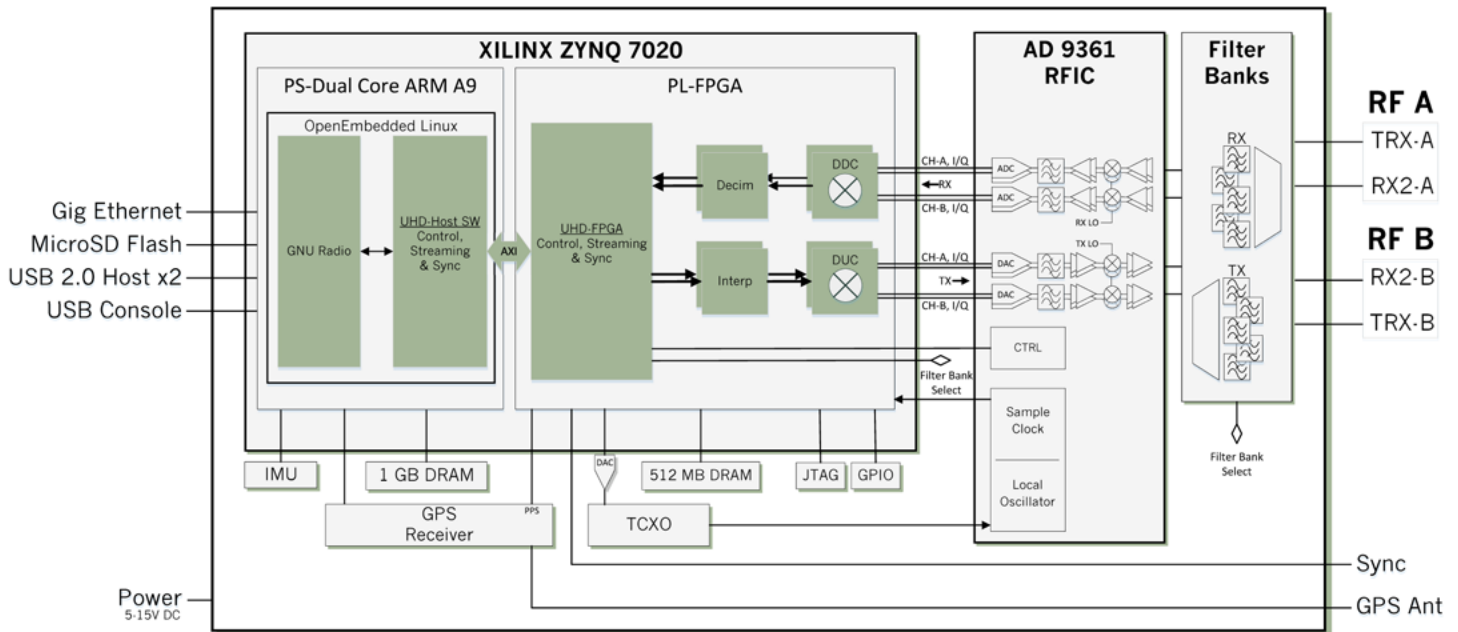 XILINX ZYNQ 7020
PS-Dual Core ARM A9
OpenEmbedded Linux
GNU Radio
UHD-Host SW
Control,
Streaming
& Sync
AXI
PL-FPGA
UHD-FPGA
Control, Streaming
& Sync
Decim
DDC
Interp
DUC
CH-A, I/Q
RX
CH-B, I/Q
CH-A, I/Q
TX
CH-B, I/Q
Filter Bank
Select
AD 9361
RFIC
ADC
ADC
RX LO
TX LO
DAC
DAC
CTRL
Sample
Clock
Local
Oscillator
Filter
Banks
RX
TX
Filter Bank
Select
RF A
TRX-A
RX2-A
RF B
RX2-B
TRX-B
Gig Ethernet
MicroSD Flash
USB 2.0 Host x2
USB Console
IMU
1 GB DRAM
DAC
512 MB DRAM
JTAG
GPIO
GPS
Receiver
PPS
TCXO
Sync
GPS Ant
Power
5-15V DC